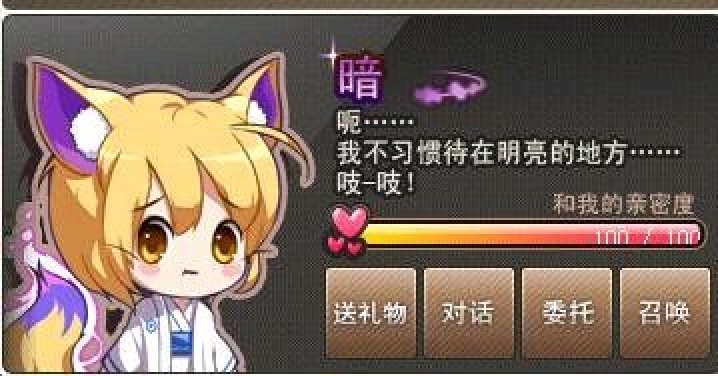 暗
呃……
我不习惯待在明亮的地方……
吱-吱！
和我的亲密度
100 / 100
送礼物 对话 委托 召唤